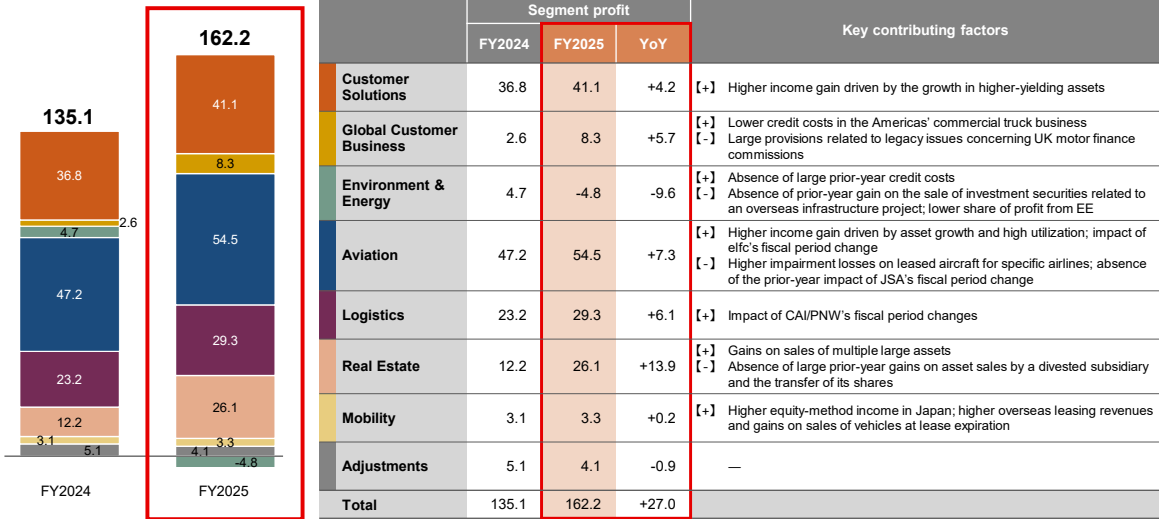 135.1
36.8
2.6
4.7
47.2
23.2
12.2
3.1
5.1
FY2024
162.2
41.1
8.3
54.5
29.3
26.1
3.3
4.1
-4.8
FY2025
Segment profit
Key contributing factors
FY2024 FY2025 YoY
Customer
Solutions
36.8 41.1 +4.2
【+】 Higher income gain driven by the growth in higher-yielding assets
Global Customer
Business
2.6 8.3 +5.7
【+】 Lower credit costs in the Americas' commercial truck business
【-】 Large provisions related to legacy issues concerning UK motor finance
commissions
Environment &
Energy
4.7 -4.8 -9.6
【+】 Absence of large prior-year credit costs
【-】 Absence of prior-year gain on the sale of investment securities related to
an overseas infrastructure project; lower share of profit from EE
Aviation
47.2 54.5 +7.3
【+】 Higher income gain driven by asset growth and high utilization; impact of
elfc's fiscal period change
【-】 Higher impairment losses on leased aircraft for specific airlines; absence
of the prior-year impact of JSA's fiscal period change
Logistics
23.2 29.3 +6.1
【+】 Impact of CAI/PNW's fiscal period changes
Real Estate
12.2 26.1 +13.9
【+】 Gains on sales of multiple large assets
【-】 Absence of large prior-year gains on asset sales by a divested subsidiary
and the transfer of its shares
Mobility
3.1 3.3 +0.2
【+】 Higher equity-method income in Japan; higher overseas leasing revenues
and gains on sales of vehicles at lease expiration
Adjustments
5.1 4.1 -0.9
—
Total
135.1 162.2 +27.0